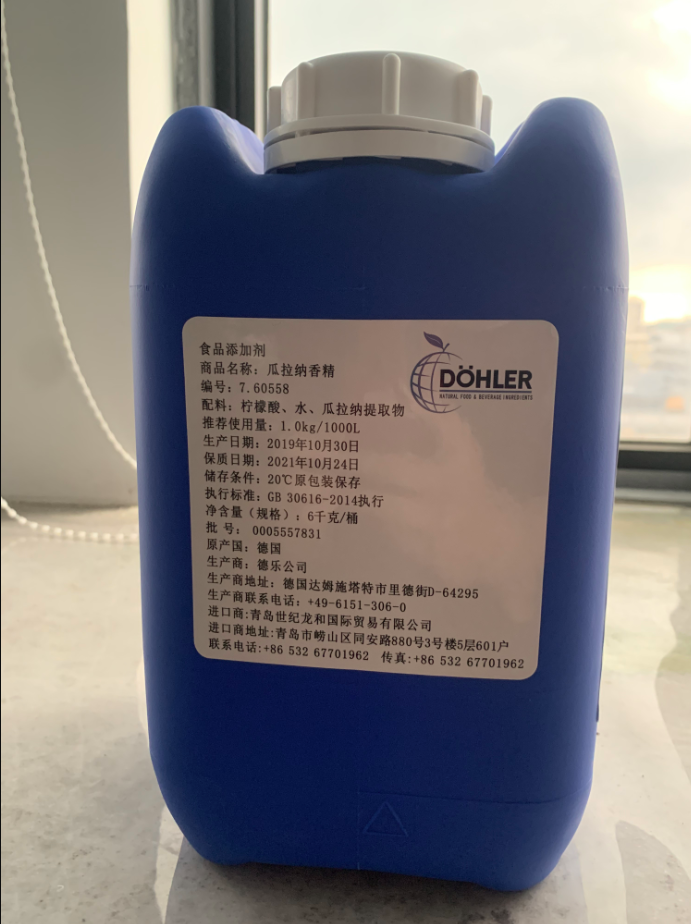 食品添加剂
商品名称：瓜拉纳香精
编号：7.60558
配料：柠檬酸、水、瓜拉纳提取物
推荐使用量：1.0kg/1000L
生产日期：2019年10月30日
保质日期：2021年10月24日
储存条件：20℃原包装保存
执行标准：GB 30616-2014执行
净含量（规格）：6千克/桶
批 号： 0005557831
原产国：德国
生产商：德乐公司
生产商地址：德国达姆施塔特市里德街D-64295
生产商联系电话：+49-6151-306-0
进口商:青岛世纪龙和国际贸易有限公司
进口商地址:青岛市崂山区同安路880号3号楼5层601户
联系电话:+86 532 67701962 传真:+86 532 67701962
DÖHLER
NATURAL FOOD & BEVERAGE INGREDIENTS